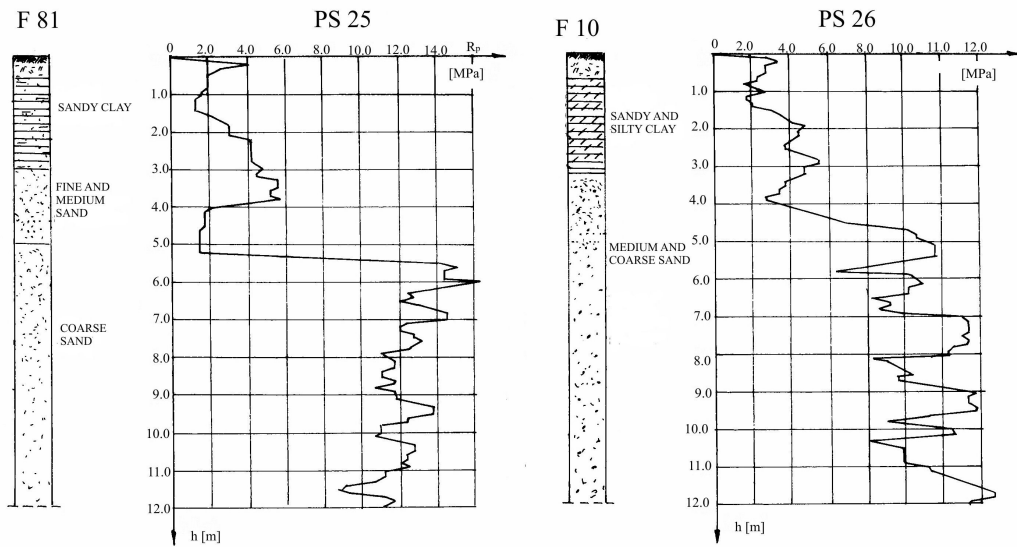 F 81
PS 25
0
2.0
4.0
6.0
8.0
10.0
12.0
14.0
Rp
[MPa]
SANDY CLAY
FINE AND
MEDIUM
SAND
COARSE
SAND
1.0
2.0
3.0
4.0
5.0
6.0
7.0
8.0
9.0
10.0
11.0
12.0
h [m]
F 10
PS 26
0
2.0
4.0
6.0
8.0
10.0
11.0
12.0
[MPa]
SANDY AND
SILTY CLAY
MEDIUM AND
COARSE SAND
1.0
2.0
3.0
4.0
5.0
6.0
7.0
8.0
9.0
10.0
11.0
12.0
h [m]